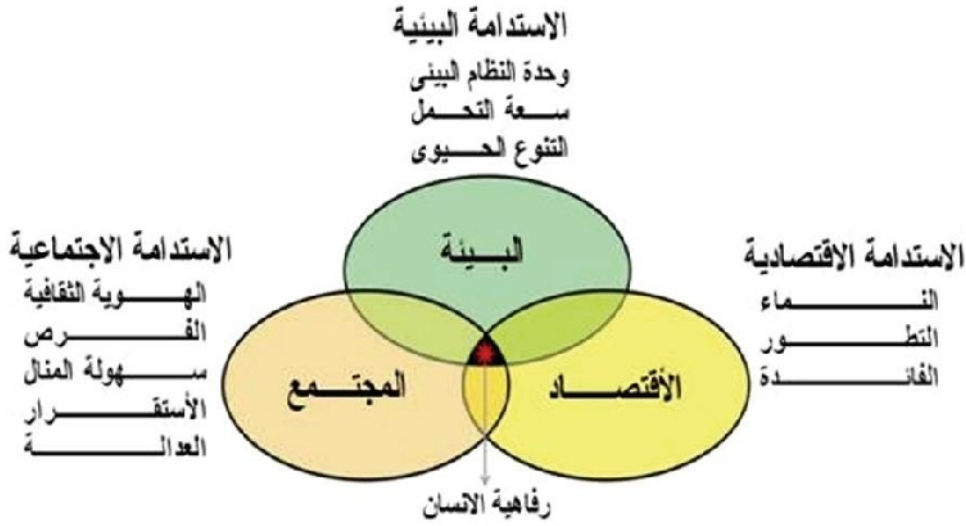 الاستدامة البيئية
وحدة النظام البيئى
سعة التحمل
التنوع الحيوى
البيئة
الاستدامة الاجتماعية
الهوية الثقافية
الفرص
سهولة المنال
الأستقرار
العدالة
الاستدامة الاقتصادية
النماء
التطور
الفائدة
المجتمع
الأقتصاد
رفاهية الانسان